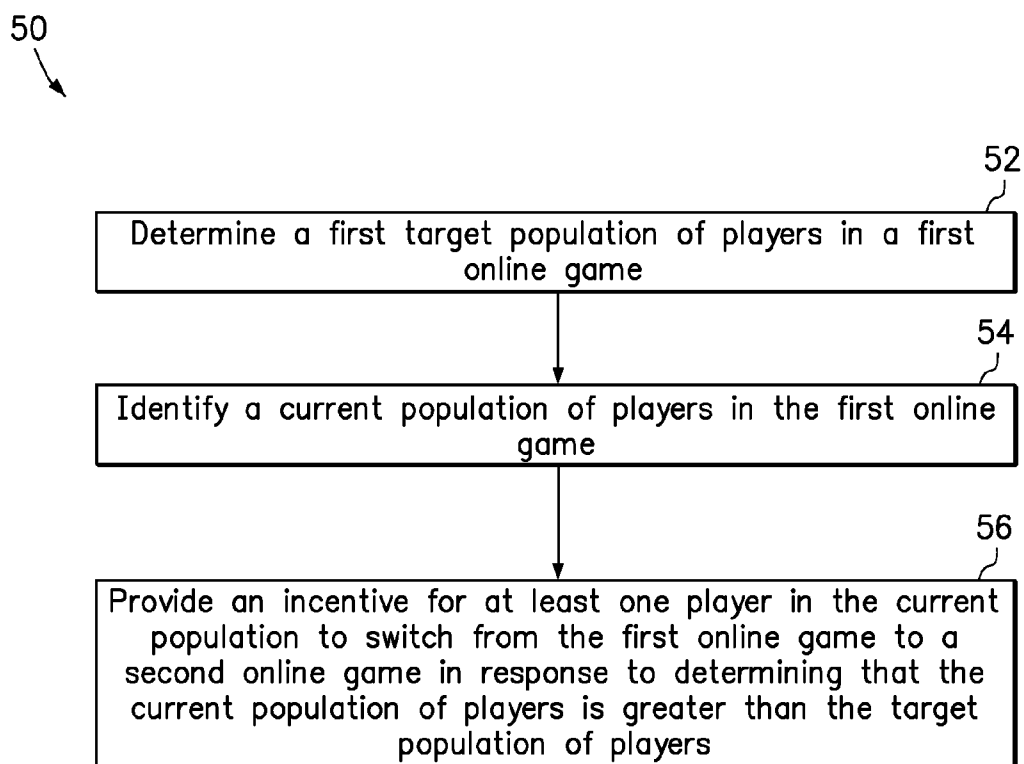 50
52
Determine a first target population of players in a first
online game
54
Identify a current population of players in the first online
game
56
Provide an incentive for at least one player in the current
population to switch from the first online game to a
second online game in response to determining that the
current population of players is greater than the target
population of players